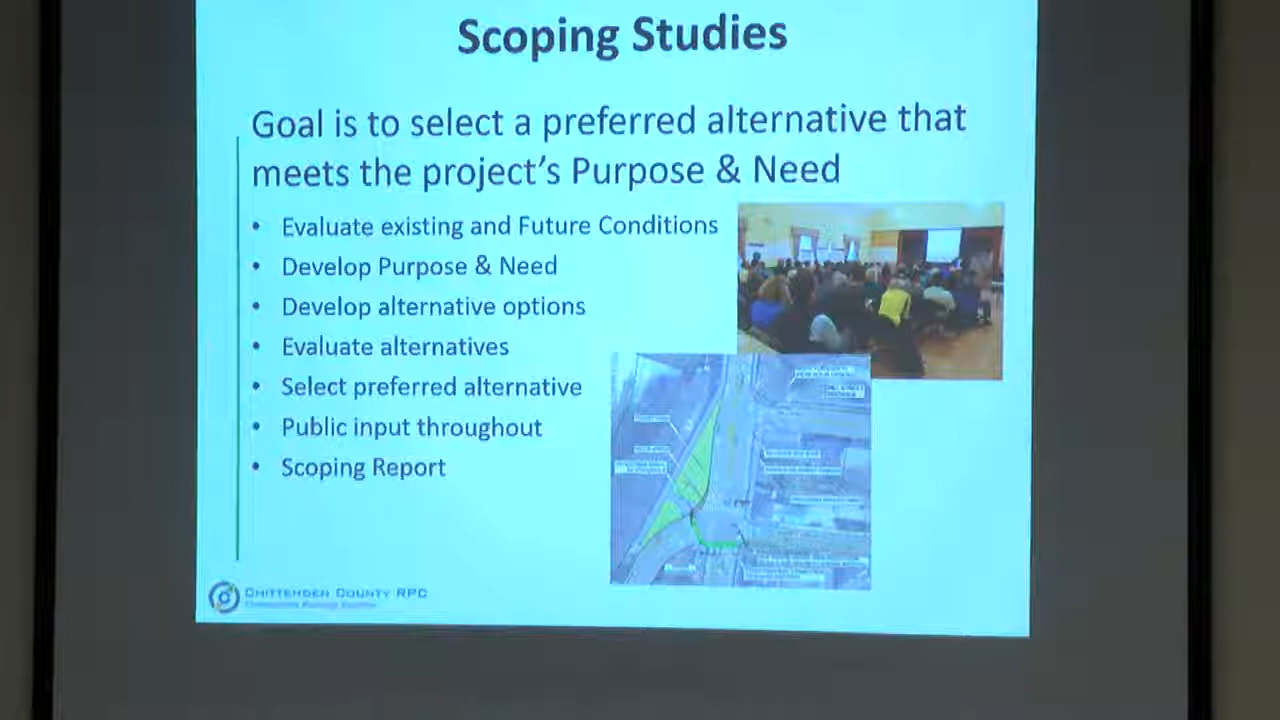 Scoping Studies
Goal is to select a preferred alternative that
meets the project's Purpose & Need
• Evaluate existing and Future Conditions
• Develop Purpose & Need
• Develop alternative options
• Evaluate alternatives
• Select preferred alternative
• Public input throughout
• Scoping Report
CHITTENDEN COUNTY RPC